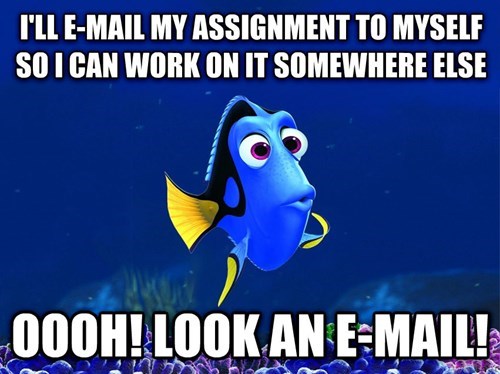 I'LL E-MAIL MY ASSIGNMENT TO MYSELF
SO I CAN WORK ON IT SOMEWHERE ELSE
OOOH! LOOK AN E-MAIL!